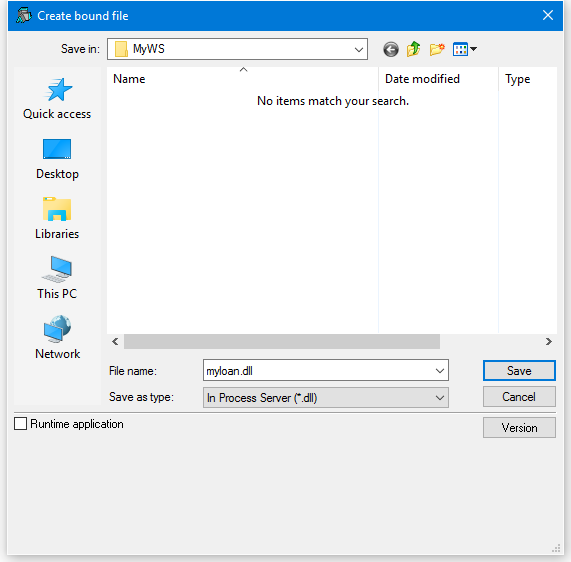 Create bound file
Save in: MyWS
Name Date modified Type
No items match your search.
Quick access
Desktop
Libraries
This PC
Network
File name: myloan.dll Save
Save as type: In Process Server (*.dll) Cancel
Runtime application Version